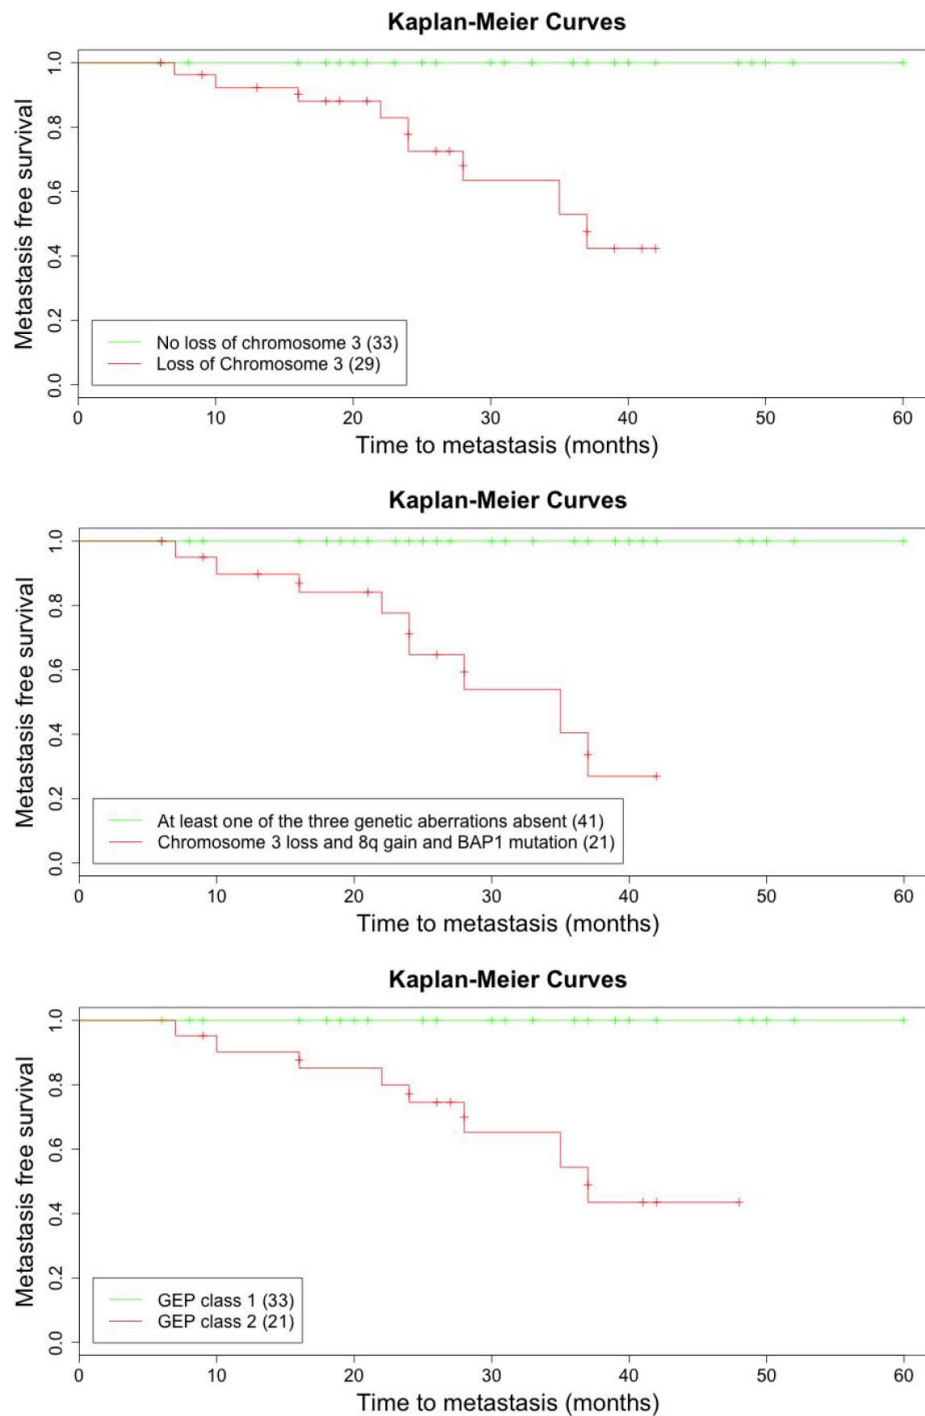 Kaplan-Meier Curves
Metastasis free survival
1.0
0.8
0.6
0.4
0.2
0.0
No loss of chromosome 3 (33)
Loss of Chromosome 3 (29)
0 10 20 30 40 50 60
Time to metastasis (months)
Kaplan-Meier Curves
Metastasis free survival
1.0
0.8
0.6
0.4
0.2
0.0
At least one of the three genetic aberrations absent (41)
Chromosome 3 loss and 8q gain and BAP1 mutation (21)
0 10 20 30 40 50 60
Time to metastasis (months)
Kaplan-Meier Curves
Metastasis free survival
1.0
0.8
0.6
0.4
0.2
0.0
GEP class 1 (33)
GEP class 2 (21)
0 10 20 30 40 50 60
Time to metastasis (months)